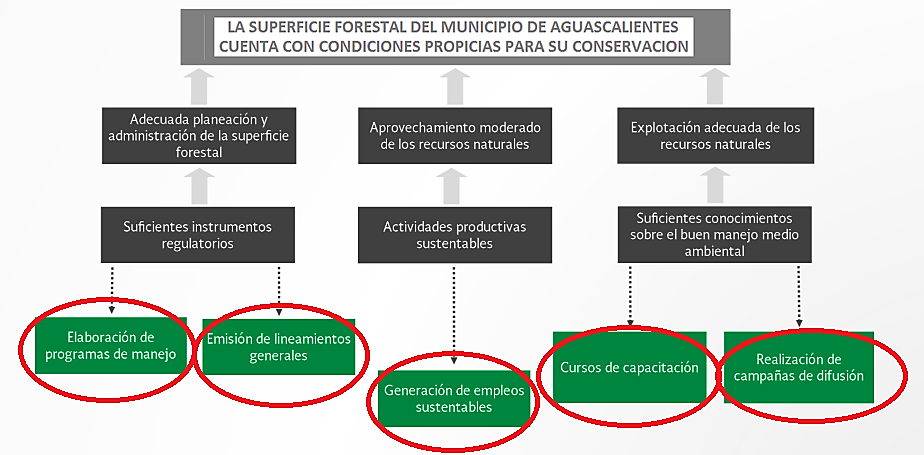 LA SUPERFICIE FORESTAL DEL MUNICIPIO DE AGUASCALIENTES
CUENTA CON CONDICIONES PROPICIAS PARA SU CONSERVACION
Adecuada planeación y
administración de la superficie
forestal
Aprovechamiento moderado
de los recursos naturales
Explotación adecuada de los
recursos naturales
Suficientes instrumentos
regulatorios
Actividades productivas
sustentables
Suficientes conocimientos
sobre el buen manejo medio
ambiental
Elaboración de
programas de manejo
Emisión de lineamientos
generales
Generación de empleos
sustentables
Cursos de capacitación
Realización de
campañas de difusión